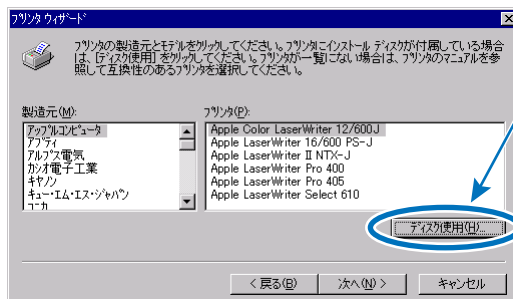 プリンタ ウィザード
プリンタの製造元とモデルをクリックしてください。プリンタにインストール ディスクが付属している場合
は、[ディスク使用] をクリックしてください。プリンタが一覧にない場合は、プリンタのマニュアルを参
照して互換性のあるプリンタを選択してください。
製造元(M):
アップルコンピュータ
アプティ
アルプス電気
カシオ電子工業
キヤノン
キュー・エム・エス・ジャパン
コニカ
プリンタ(P):
Apple Color LaserWriter 12/600J
Apple LaserWriter 16/600 PS-J
Apple LaserWriter II NTX-J
Apple LaserWriter Pro 400
Apple LaserWriter Pro 405
Apple LaserWriter Select 610
ディスク使用(H)...
< 戻る(B)
次へ(N) >
キャンセル